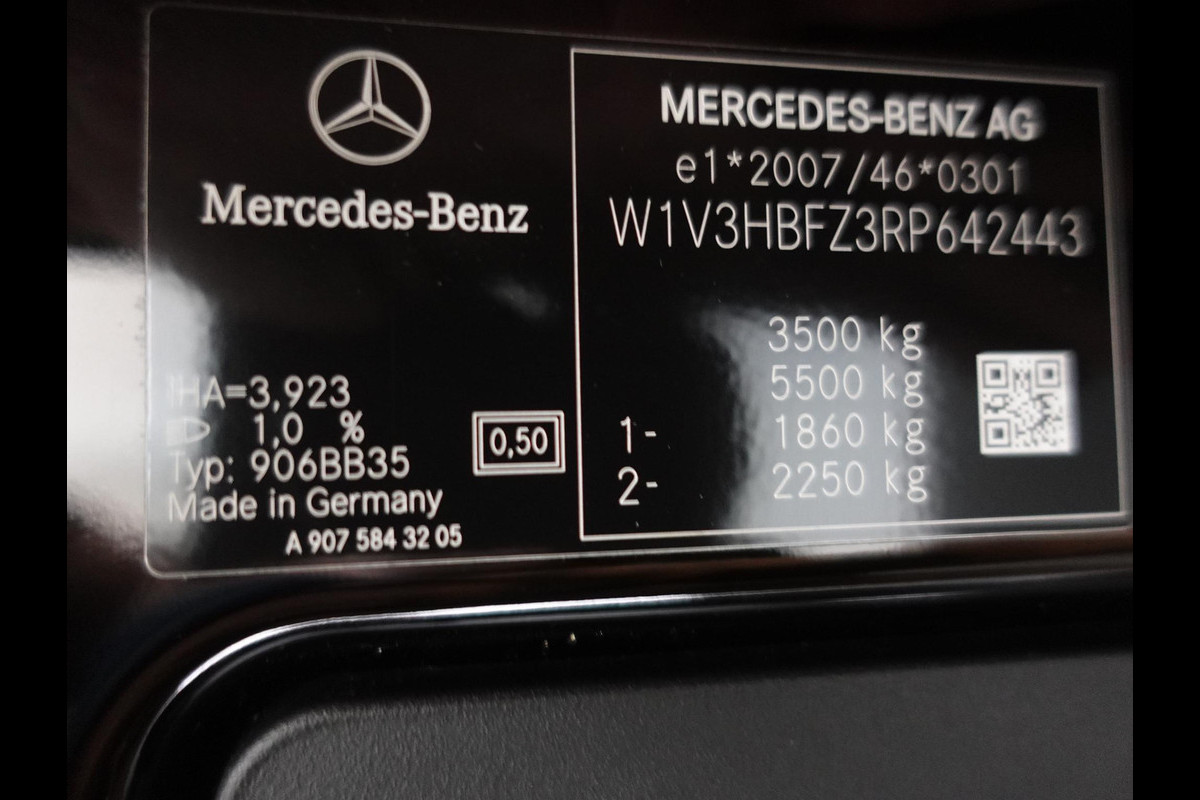 Mercedes-Benz
HA=3,923
1,0 %
Typ: 906BB35
Made in Germany
A 907 584 32 05
0,50
MERCEDES-BENZ AG
e1*2007/46*0301
W1V3HBFZ3RP642443
3500 kg
5500 kg
1- 1860 kg
2- 2250 kg